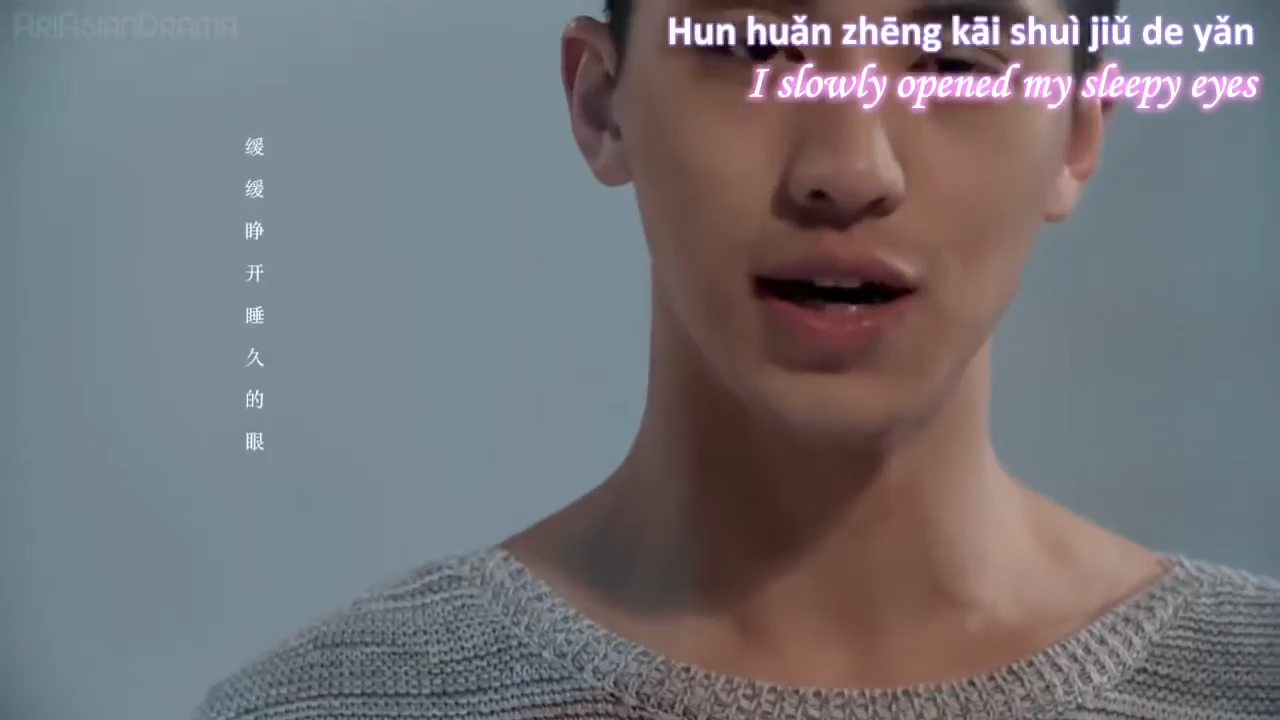 AriAsianDrama
Hun huǎn zhēng kāi shuì jiǔ de yǎn
I slowly opened my sleepy eyes
缓缓睁开睡久的眼